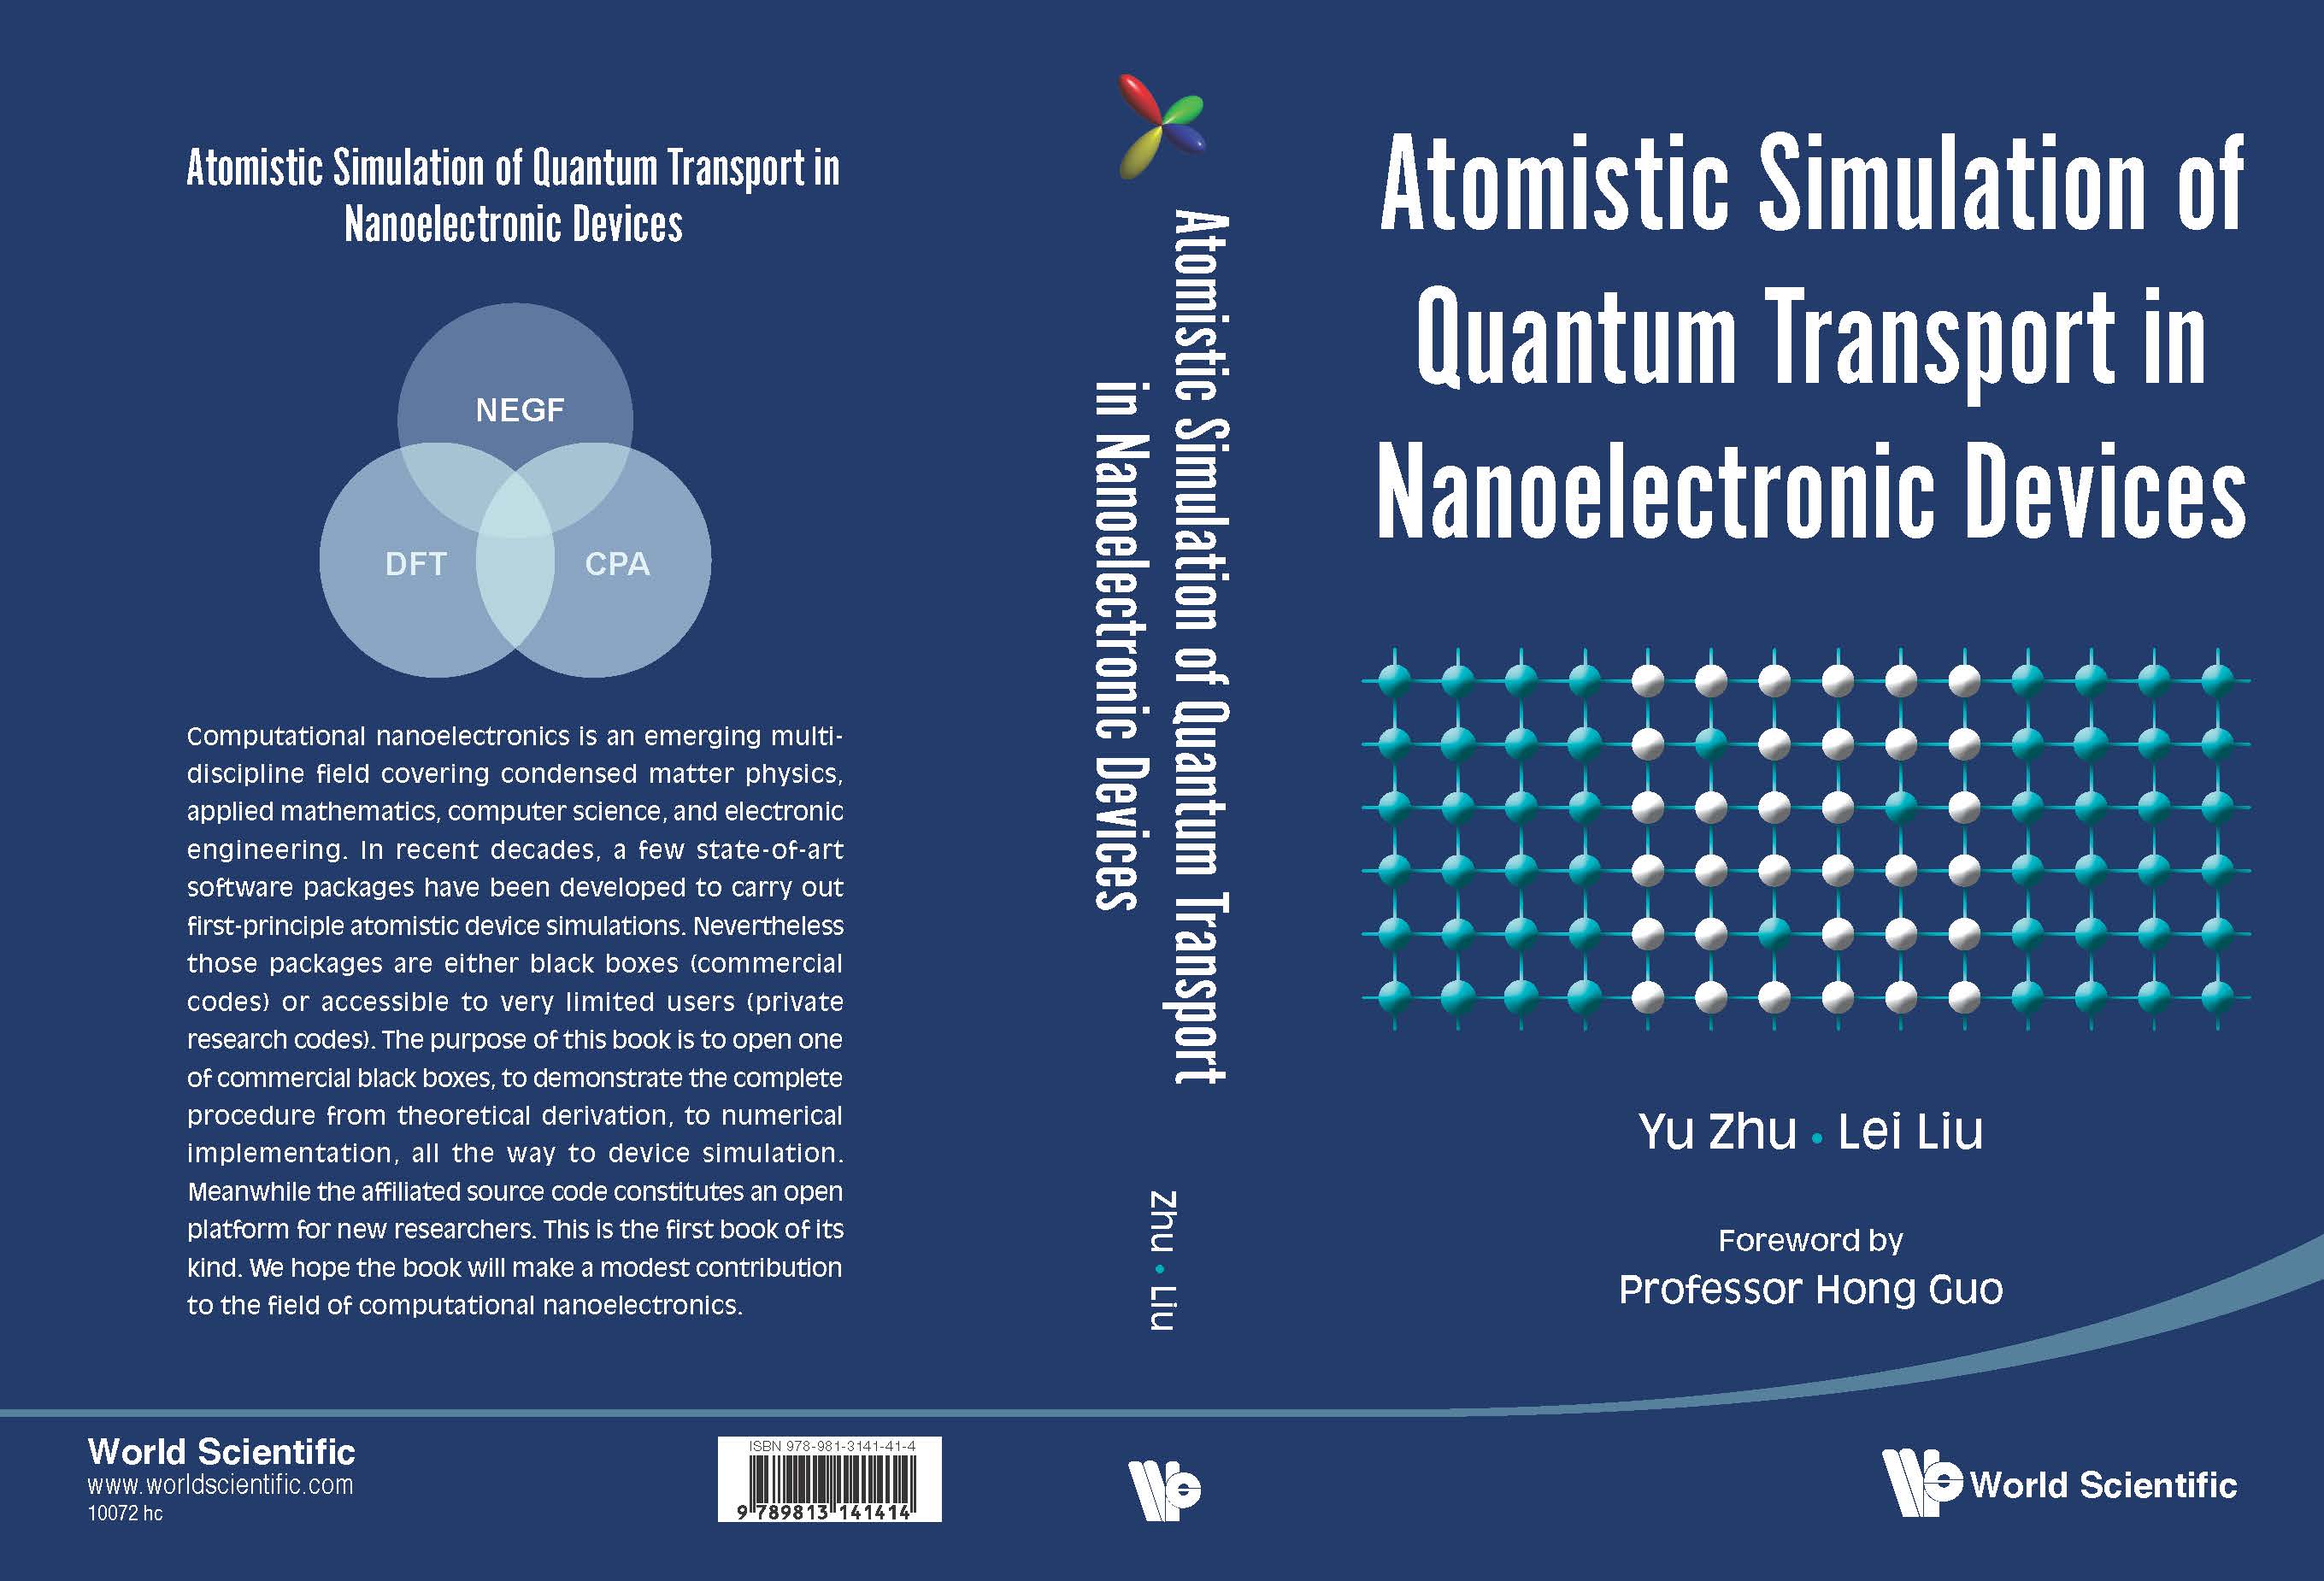 Atomistic Simulation of Quantum Transport in
Nanoelectronic Devices
NEGF
DFT
CPA
Computational nanoelectronics is an emerging multi-
discipline field covering condensed matter physics,
applied mathematics, computer science, and electronic
engineering. In recent decades, a few state-of-art
software packages have been developed to carry out
first-principle atomistic device simulations. Nevertheless
those packages are either black boxes (commercial
codes) or accessible to very limited users (private
research codes). The purpose of this book is to open one
of commercial black boxes, to demonstrate the complete
procedure from theoretical derivation, to numerical
implementation, all the way to device simulation.
Meanwhile the affiliated source code constitutes an open
platform for new researchers. This is the first book of its
kind. We hope the book will make a modest contribution
to the field of computational nanoelectronics.
World Scientific
www.worldscientific.com
10072 hc
ISBN 978-981-3141-41-4
9 789813 141414
Atomistic Simulation of Quantum Transport
in Nanoelectronic Devices
Zhu • Liu
Atomistic Simulation of
Quantum Transport in
Nanoelectronic Devices
Yu Zhu • Lei Liu
Foreword by
Professor Hong Guo
World Scientific